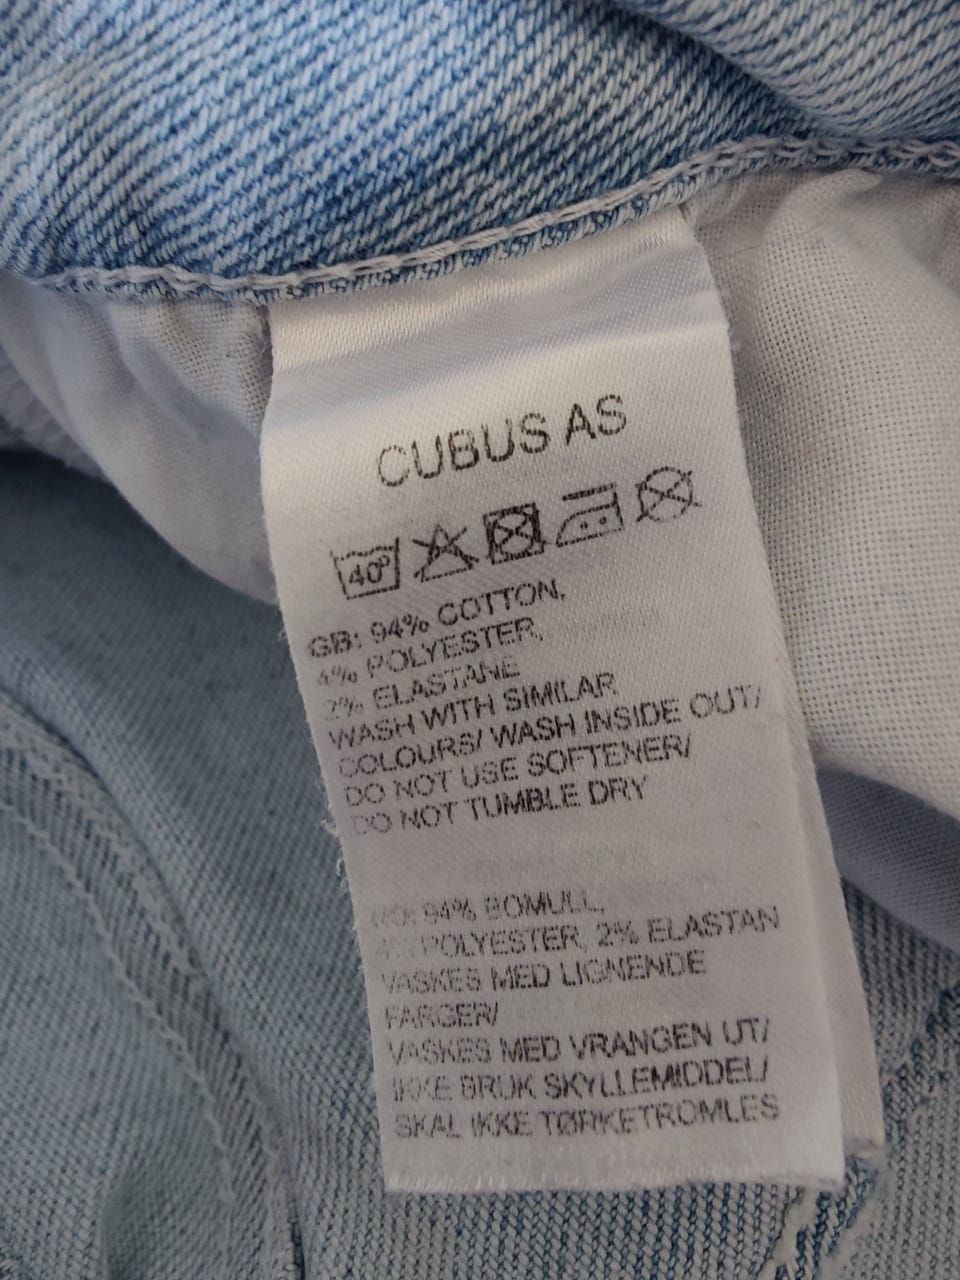 CUBUS AS
40°
GB: 94% COTTON,
4% POLYESTER,
2% ELASTANE
WASH WITH SIMILAR
COLOURS/ WASH INSIDE OUT/
DO NOT USE SOFTENER/
DO NOT TUMBLE DRY
94% BOMULL,
POLYESTER, 2% ELASTAN
VASKES MED LIGNENDE
FARGER/
VASKES MED VRANGEN UT/
IKKE BRUK SKYLLEMIDDEL/
SKAL IKKE TØRKETROMLES